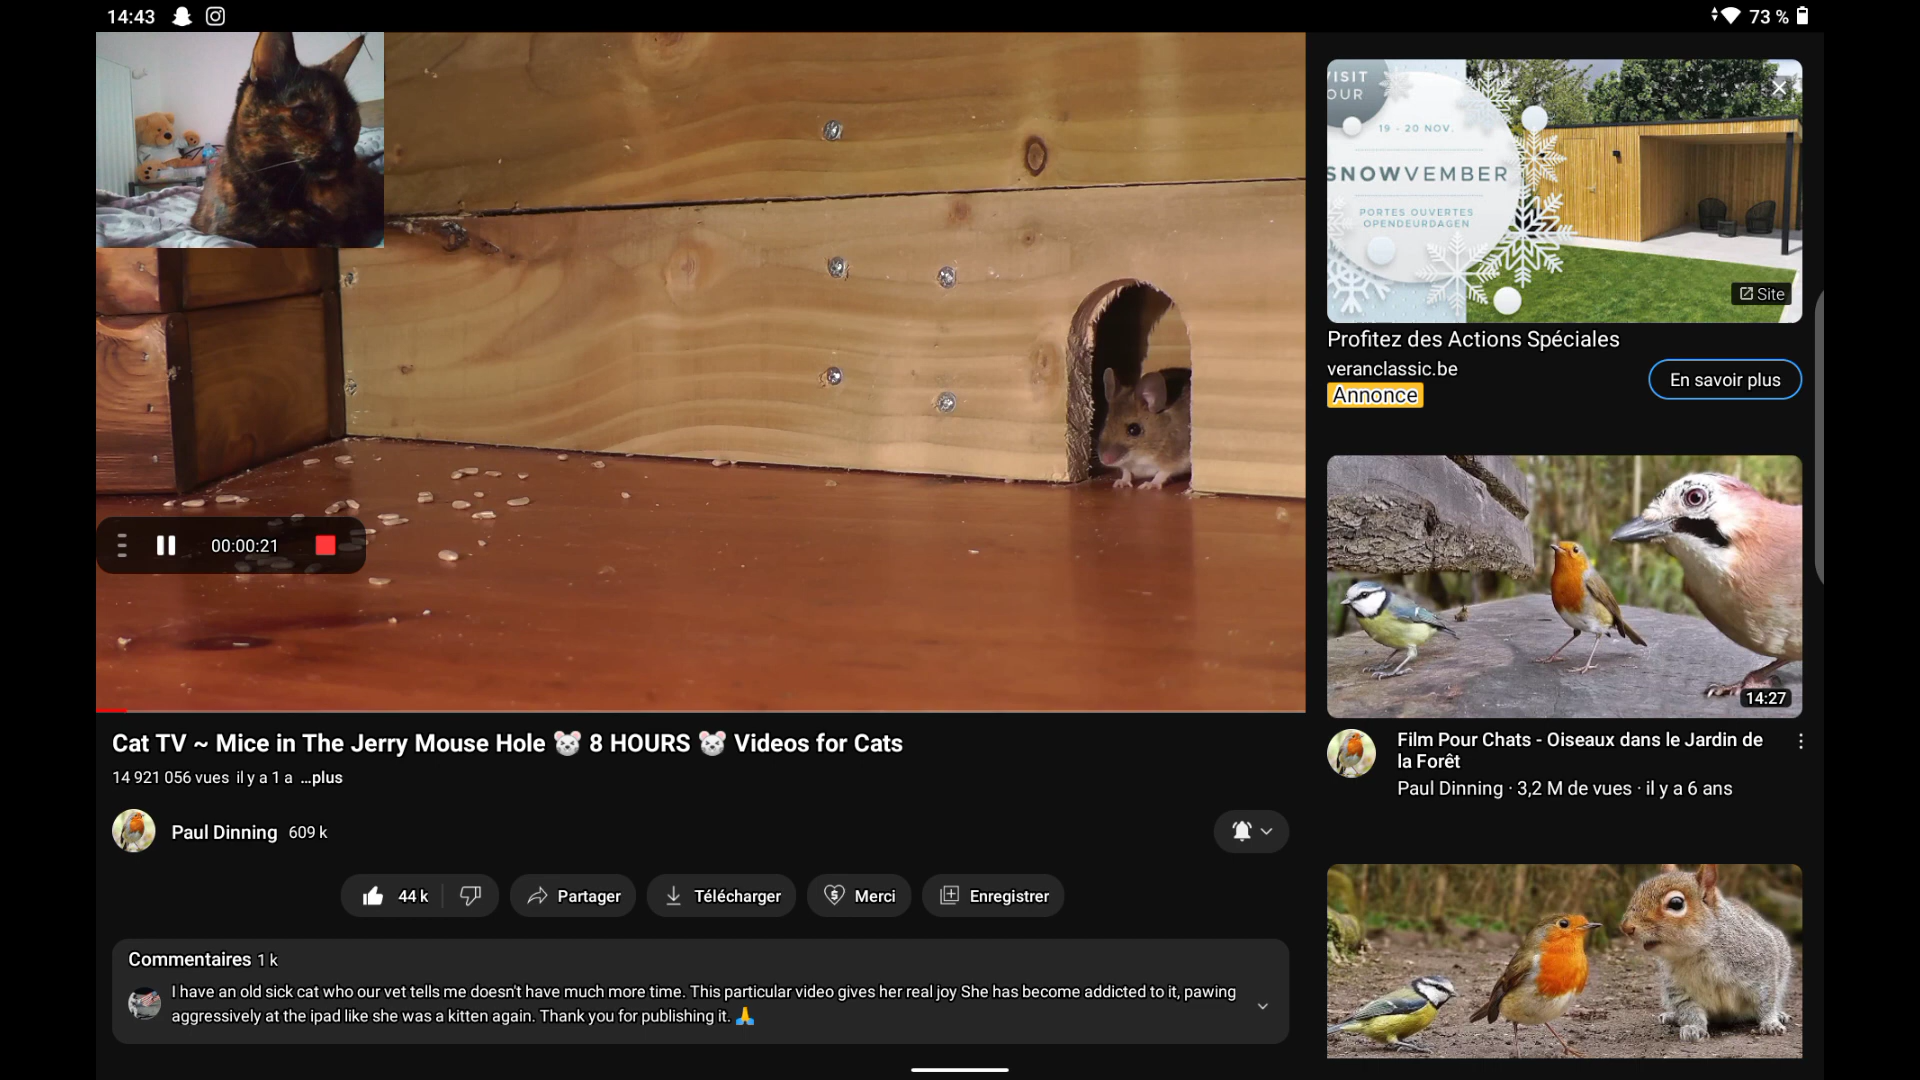 14:43
73 %
00:00:21
Cat TV ~ Mice in The Jerry Mouse Hole 🐭 8 HOURS 🐭 Videos for Cats
14 921 056 vues il y a 1 a ...plus
Paul Dinning 609 k
44 k
Partager
Télécharger
Merci
Enregistrer
Commentaires 1 k
I have an old sick cat who our vet tells me doesn't have much more time. This particular video gives her real joy She has become addicted to it, pawing
aggressively at the ipad like she was a kitten again. Thank you for publishing it. 🙏
VISIT
OUR
19 - 20 NOV.
SNOWVEMBER
PORTES OUVERTES
OPENDEURDAGEN
Site
Profitez des Actions Spéciales
veranclassic.be
Annonce
En savoir plus
14:27
Film Pour Chats - Oiseaux dans le Jardin de
la Forêt
Paul Dinning · 3,2 M de vues · il y a 6 ans